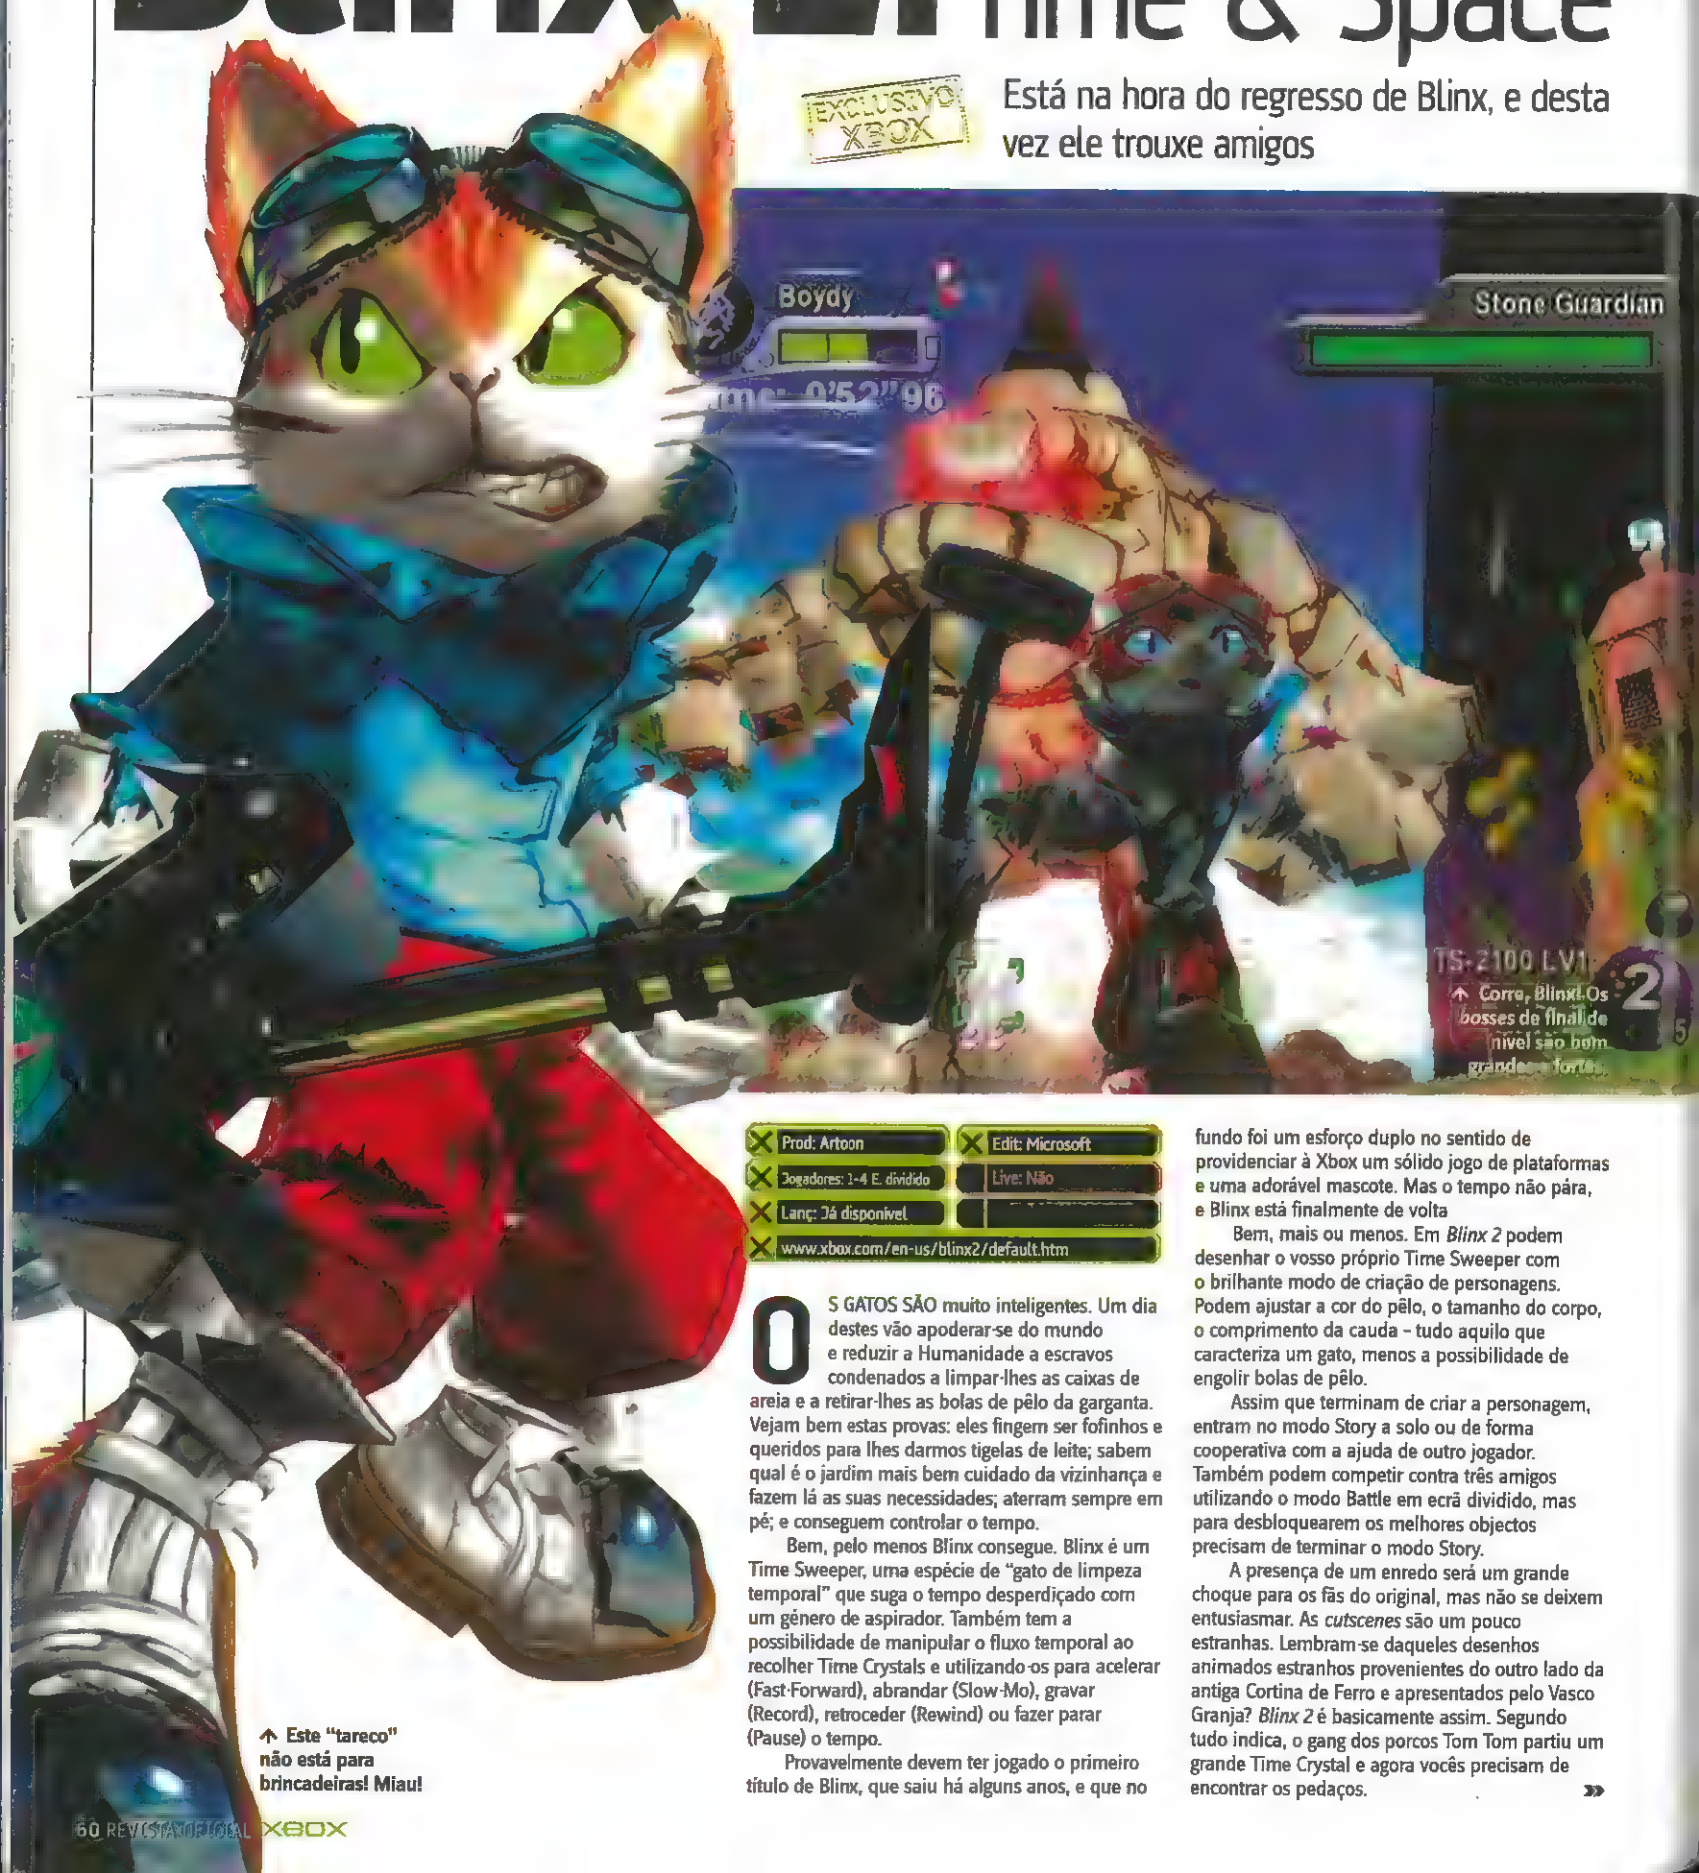 Blinx 2: Time & Space
EXCLUSIVO
XBOX
Está na hora do regresso de Blinx, e desta
vez ele trouxe amigos
Boydy
Stone Guardian
0'52"96
TS-2100 LV1
2
5
↑ Corre, Blinx! Os
bosses de final de
nível são bem
grandes e fortes.
Prod: Artoon
Edit: Microsoft
Jogadores: 1-4 E. dividido
Live: Não
Lanç: Já disponível
www.xbox.com/en-us/blinx2/default.htm
OS GATOS SÃO muito inteligentes. Um dia
destes vão apoderar-se do mundo
e reduzir a Humanidade a escravos
condenados a limpar-lhes as caixas de
areia e a retirar-lhes as bolas de pêlo da garganta.
Vejam bem estas provas: eles fingem ser fofinhos e
queridos para lhes darmos tigelas de leite; sabem
qual é o jardim mais bem cuidado da vizinhança e
fazem lá as suas necessidades; aterram sempre em
pé; e conseguem controlar o tempo.
Bem, pelo menos Blinx consegue. Blinx é um
Time Sweeper, uma espécie de “gato de limpeza
temporal” que suga o tempo desperdiçado com
um género de aspirador. Também tem a
possibilidade de manipular o fluxo temporal ao
recolher Time Crystals e utilizando-os para acelerar
(Fast-Forward), abrandar (Slow-Mo), gravar
(Record), retroceder (Rewind) ou fazer parar
(Pause) o tempo.
Provavelmente devem ter jogado o primeiro
título de Blinx, que saiu há alguns anos, e que no
fundo foi um esforço duplo no sentido de
providenciar à Xbox um sólido jogo de plataformas
e uma adorável mascote. Mas o tempo não pára,
e Blinx está finalmente de volta
Bem, mais ou menos. Em Blinx 2 podem
desenhar o vosso próprio Time Sweeper com
o brilhante modo de criação de personagens.
Podem ajustar a cor do pêlo, o tamanho do corpo,
o comprimento da cauda – tudo aquilo que
caracteriza um gato, menos a possibilidade de
engolir bolas de pêlo.
Assim que terminam de criar a personagem,
entram no modo Story a solo ou de forma
cooperativa com a ajuda de outro jogador.
Também podem competir contra três amigos
utilizando o modo Battle em ecrã dividido, mas
para desbloquearem os melhores objectos
precisam de terminar o modo Story.
A presença de um enredo será um grande
choque para os fãs do original, mas não se deixem
entusiasmar. As cutscenes são um pouco
estranhas. Lembram-se daqueles desenhos
animados estranhos provenientes do outro lado da
antiga Cortina de Ferro e apresentados pelo Vasco
Granja? Blinx 2 é basicamente assim. Segundo
tudo indica, o gang dos porcos Tom Tom partiu um
grande Time Crystal e agora vocês precisam de
encontrar os pedaços.
↑ Este “tareco”
não está para
brincadeiras! Miau!
60 REVISTA OFICIAL XBOX